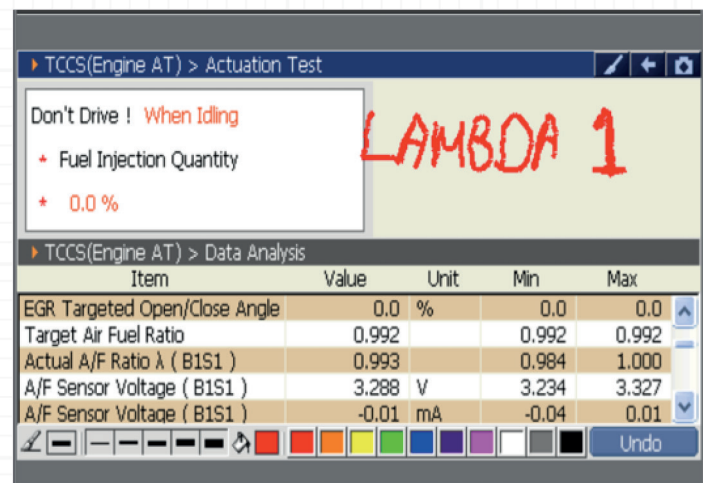 TCCS(Engine AT) > Actuation Test
Don't Drive ! When Idling
* Fuel Injection Quantity
* 0.0 %
LAMBDA 1
TCCS(Engine AT) > Data Analysis
Item Value Unit Min Max
EGR Targeted Open/Close Angle 0.0 % 0.0 0.0
Target Air Fuel Ratio 0.992 0.992 0.992
Actual A/F Ratio λ ( B1S1 ) 0.993 0.984 1.000
A/F Sensor Voltage ( B1S1 ) 3.288 V 3.234 3.327
A/F Sensor Voltage ( B1S1 ) -0.01 mA -0.04 0.01
Undo